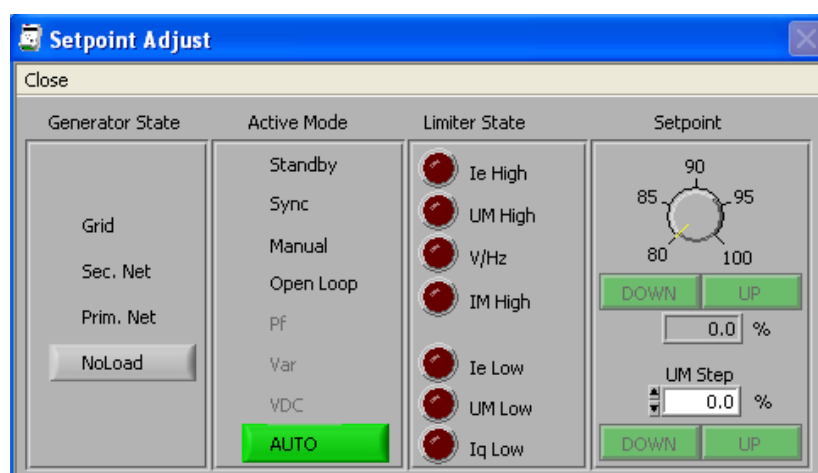 Setpoint Adjust
Close
Generator State
Grid
Sec. Net
Prim. Net
NoLoad
Active Mode
Standby
Sync
Manual
Open Loop
Pf
Var
VDC
AUTO
Limiter State
Ie High
UM High
V/Hz
IM High
Ie Low
UM Low
Iq Low
Setpoint
90
85 95
80 100
DOWN UP
0.0 %
UM Step
0.0 %
DOWN UP